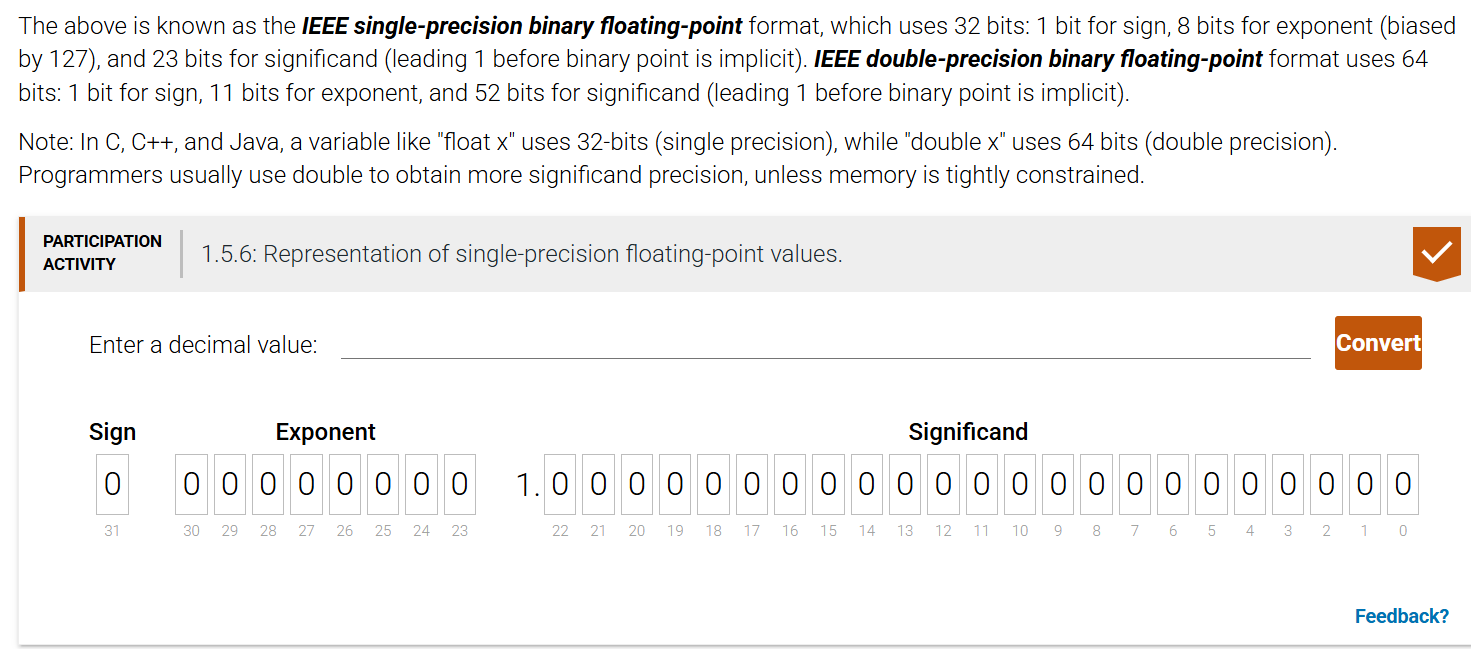 The above is known as the IEEE single-precision binary floating-point format, which uses 32 bits: 1 bit for sign, 8 bits for exponent (biased
by 127), and 23 bits for significand (leading 1 before binary point is implicit). IEEE double-precision binary floating-point format uses 64
bits: 1 bit for sign, 11 bits for exponent, and 52 bits for significand (leading 1 before binary point is implicit).
Note: In C, C++, and Java, a variable like "float x" uses 32-bits (single precision), while "double x" uses 64 bits (double precision).
Programmers usually use double to obtain more significand precision, unless memory is tightly constrained.
PARTICIPATION
ACTIVITY
1.5.6: Representation of single-precision floating-point values.
Enter a decimal value:
Convert
Sign Exponent Significand
0 0 0 0 0 0 0 0 0 1. 0 0 0 0 0 0 0 0 0 0 0 0 0 0 0 0 0 0 0 0 0 0 0
31 30 29 28 27 26 25 24 23 22 21 20 19 18 17 16 15 14 13 12 11 10 9 8 7 6 5 4 3 2 1 0
Feedback?